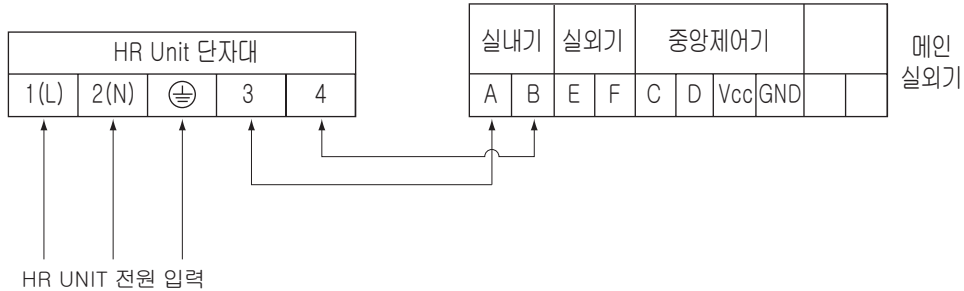 HR Unit 단자대
1(L) 2(N) 3 4
실내기 실외기 중앙제어기
A B E F C D Vcc GND
메인
실외기
HR UNIT 전원 입력